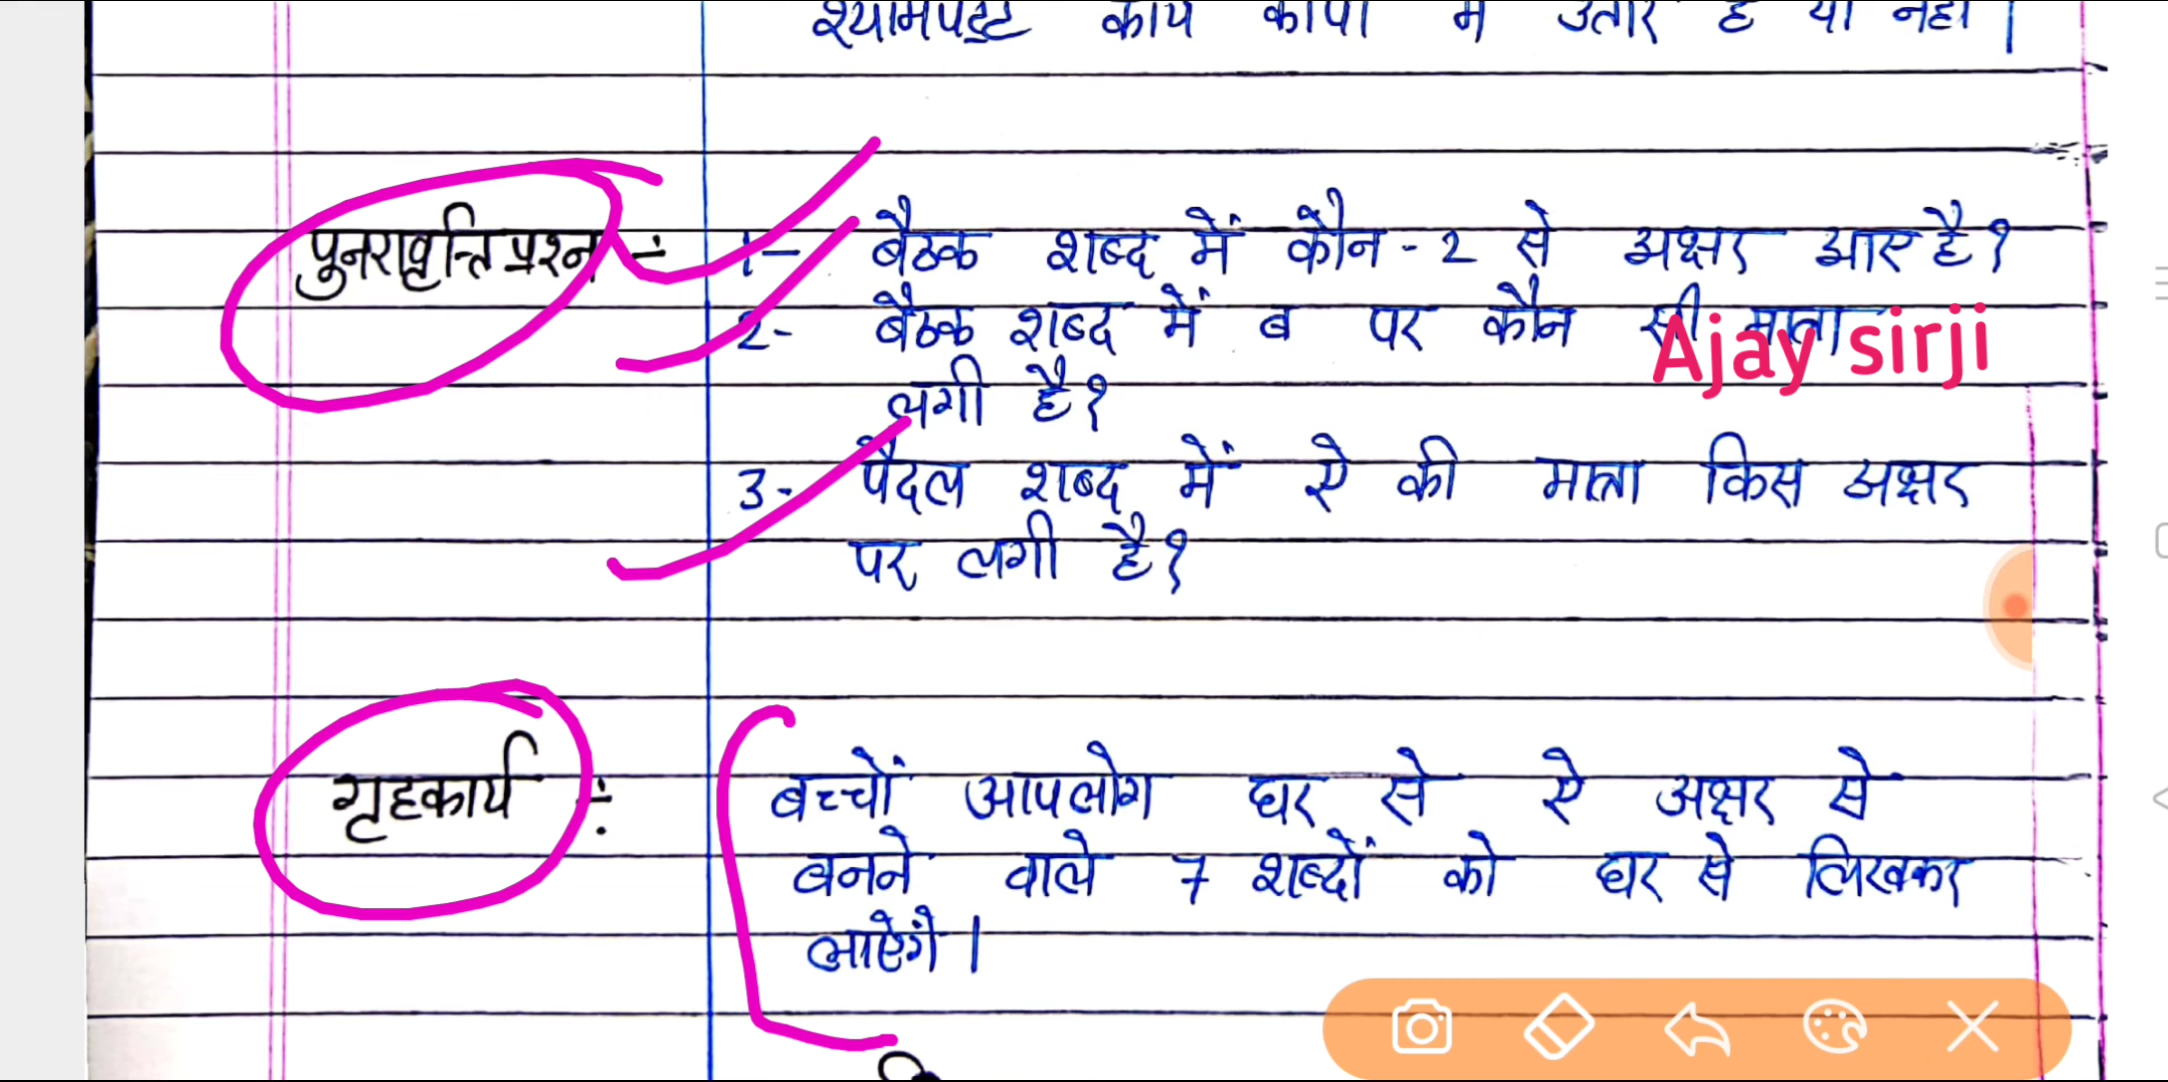 श्यामपट्ट कार्य कॉपी में उतारे है या नहीं |
पुनरावृत्ति प्रश्न ÷ 1- बैठक शब्द में कौन - 2 से अक्षर आए है ?
2- बैठक शब्द में ब पर कौन सी मात्रा
Ajay sirji
लगी है ?
3- पैदल शब्द में ऐ की मात्रा किस अक्षर
पर लगी है ?
गृहकार्य ÷ बच्चों आपलोग घर से ऐ अक्षर से
बनने वाले 7 शब्दों को घर से लिखकर
लाऐगें |